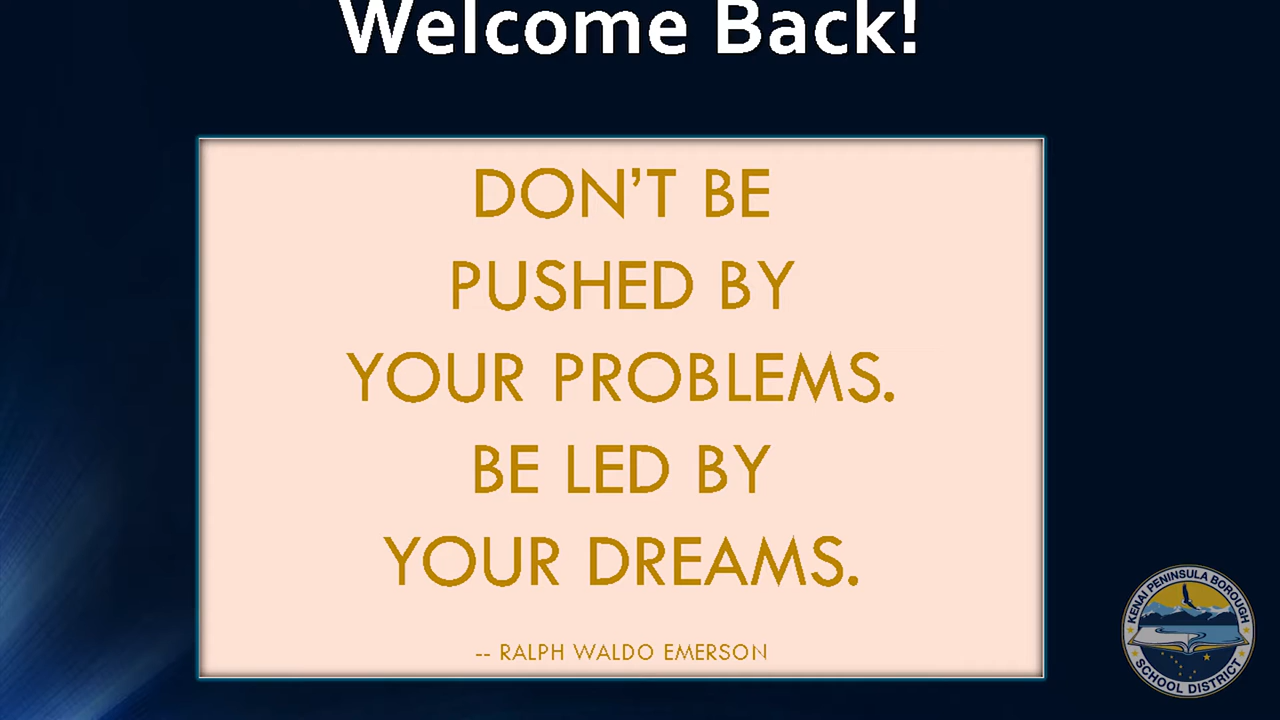 Welcome Back!
DON'T BE
PUSHED BY
YOUR PROBLEMS.
BE LED BY
YOUR DREAMS.
-- RALPH WALDO EMERSON
KENAI PENINSULA BOROUGH
SCHOOL DISTRICT